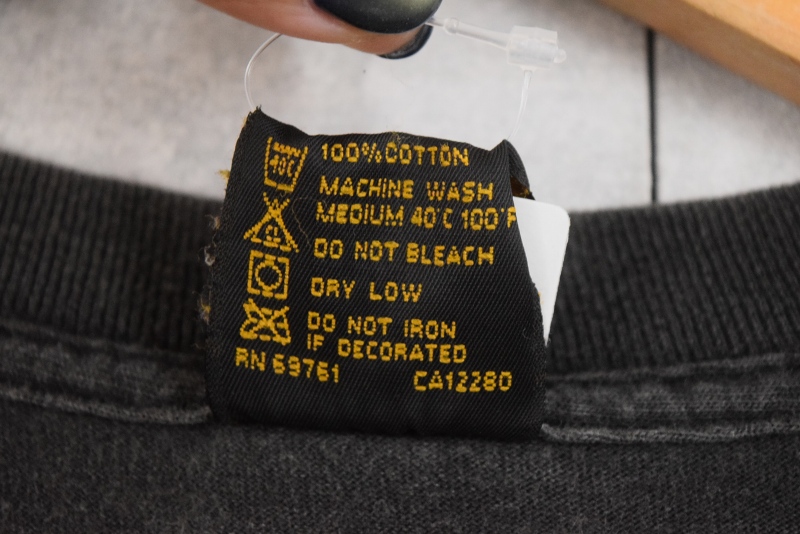 40C
100% COTTON
MACHINE WASH
MEDIUM 40°C 100°F
DO NOT BLEACH
DRY LOW
DO NOT IRON
IF DECORATED
RN 69761 CA12280